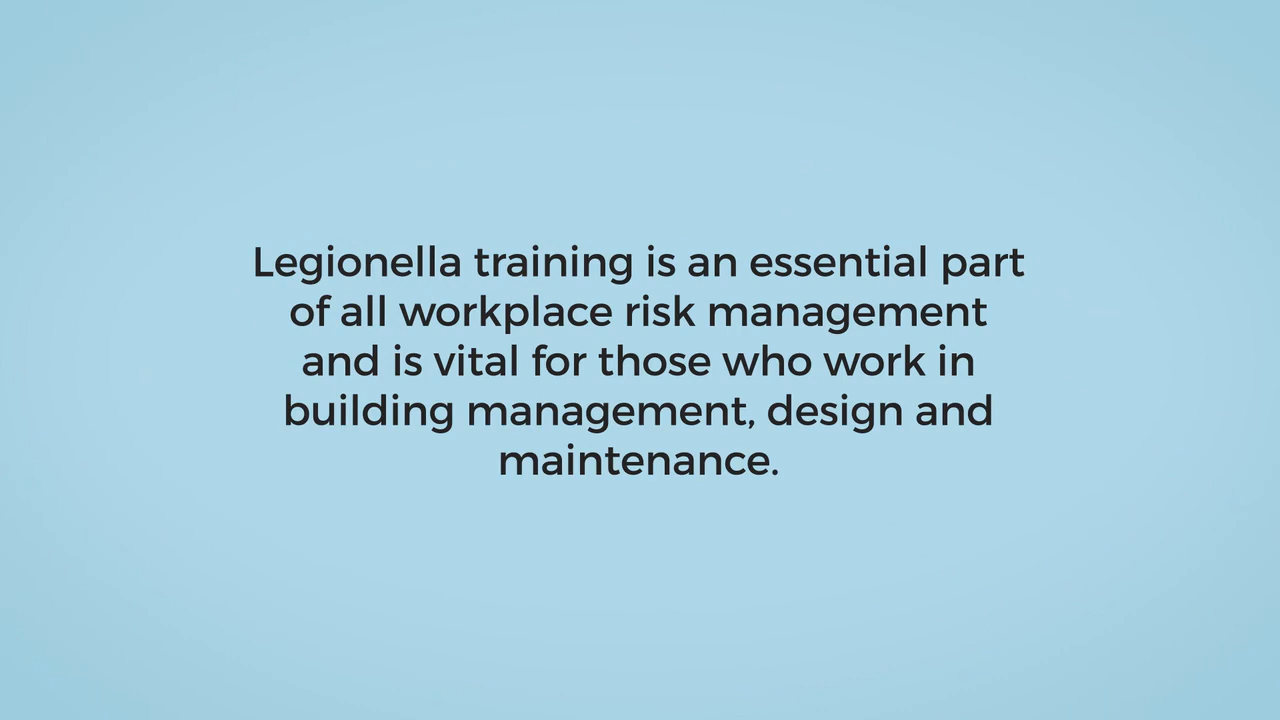 Legionella training is an essential part
of all workplace risk management
and is vital for those who work in
building management, design and
maintenance.